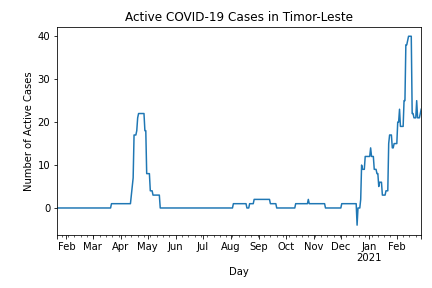 Active COVID-19 Cases in Timor-Leste
Number of Active Cases
40
30
20
10
0
Feb Mar Apr May Jun Jul Aug Sep Oct Nov Dec Jan Feb
2021
Day